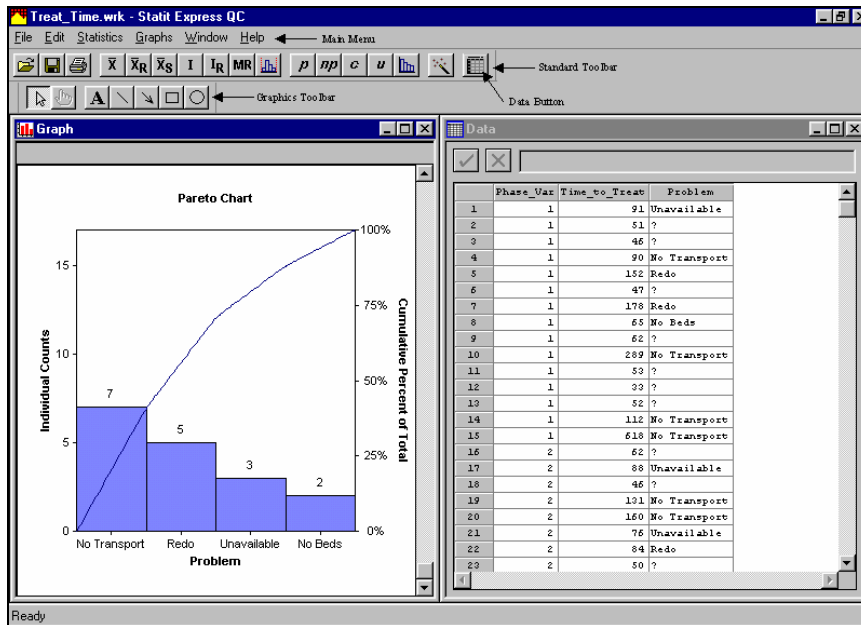 Treat_Time.wrk - Statit Express QC
File Edit Statistics Graphs Window Help
Main Menu
X XR XS I IR MR p np c u
Standard Toolbar
A
Graphics Toolbar
Data Button
Graph
Pareto Chart
100%
75%
50%
25%
0%
15
10
5
0
7
5
3
2
Individual Counts
Cumulative Percent of Total
No Transport Redo Unavailable No Beds
Problem
Data
Phase_Var Time_to_Treat Problem
1 1 91 Unavailable
2 1 51 ?
3 1 46 ?
4 1 90 No Transport
5 1 152 Redo
6 1 47 ?
7 1 178 Redo
8 1 65 No Beds
9 1 62 ?
10 1 289 No Transport
11 1 53 ?
12 1 33 ?
13 1 52 ?
14 1 112 No Transport
15 1 618 No Transport
16 2 62 ?
17 2 88 Unavailable
18 2 46 ?
19 2 131 No Transport
20 2 160 No Transport
21 2 76 Unavailable
22 2 84 Redo
23 2 50 ?
Ready